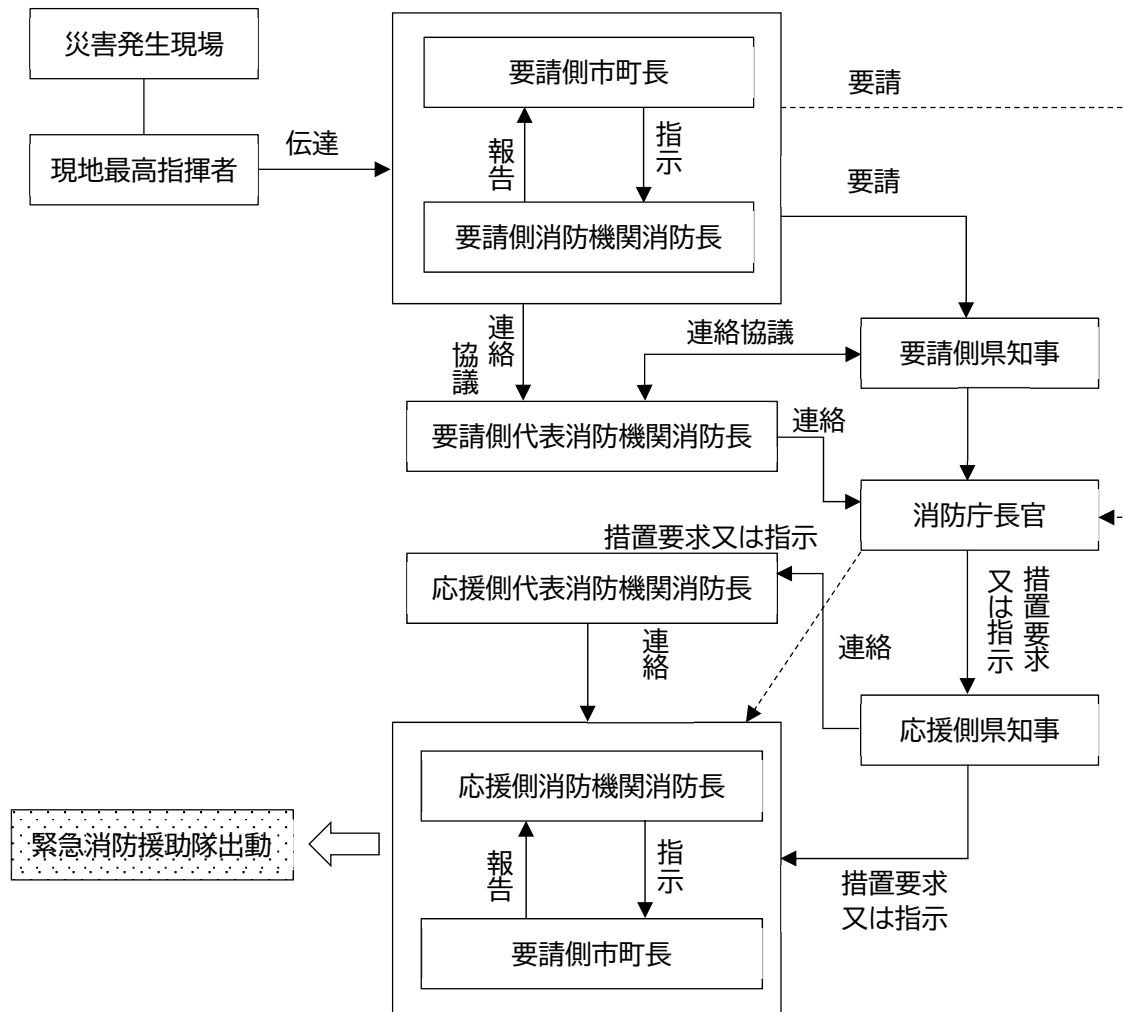 災害発生現場
要請側市町長
要請
現地最高指揮者
伝達
報告
指示
要請
要請側消防機関消防長
連絡
協議
連絡協議
要請側県知事
要請側代表消防機関消防長
連絡
消防庁長官
措置要求又は指示
応援側代表消防機関消防長
措置要求
又は指示
連絡
連絡
応援側県知事
応援側消防機関消防長
緊急消防援助隊出動
報告
指示
措置要求
又は指示
要請側市町長